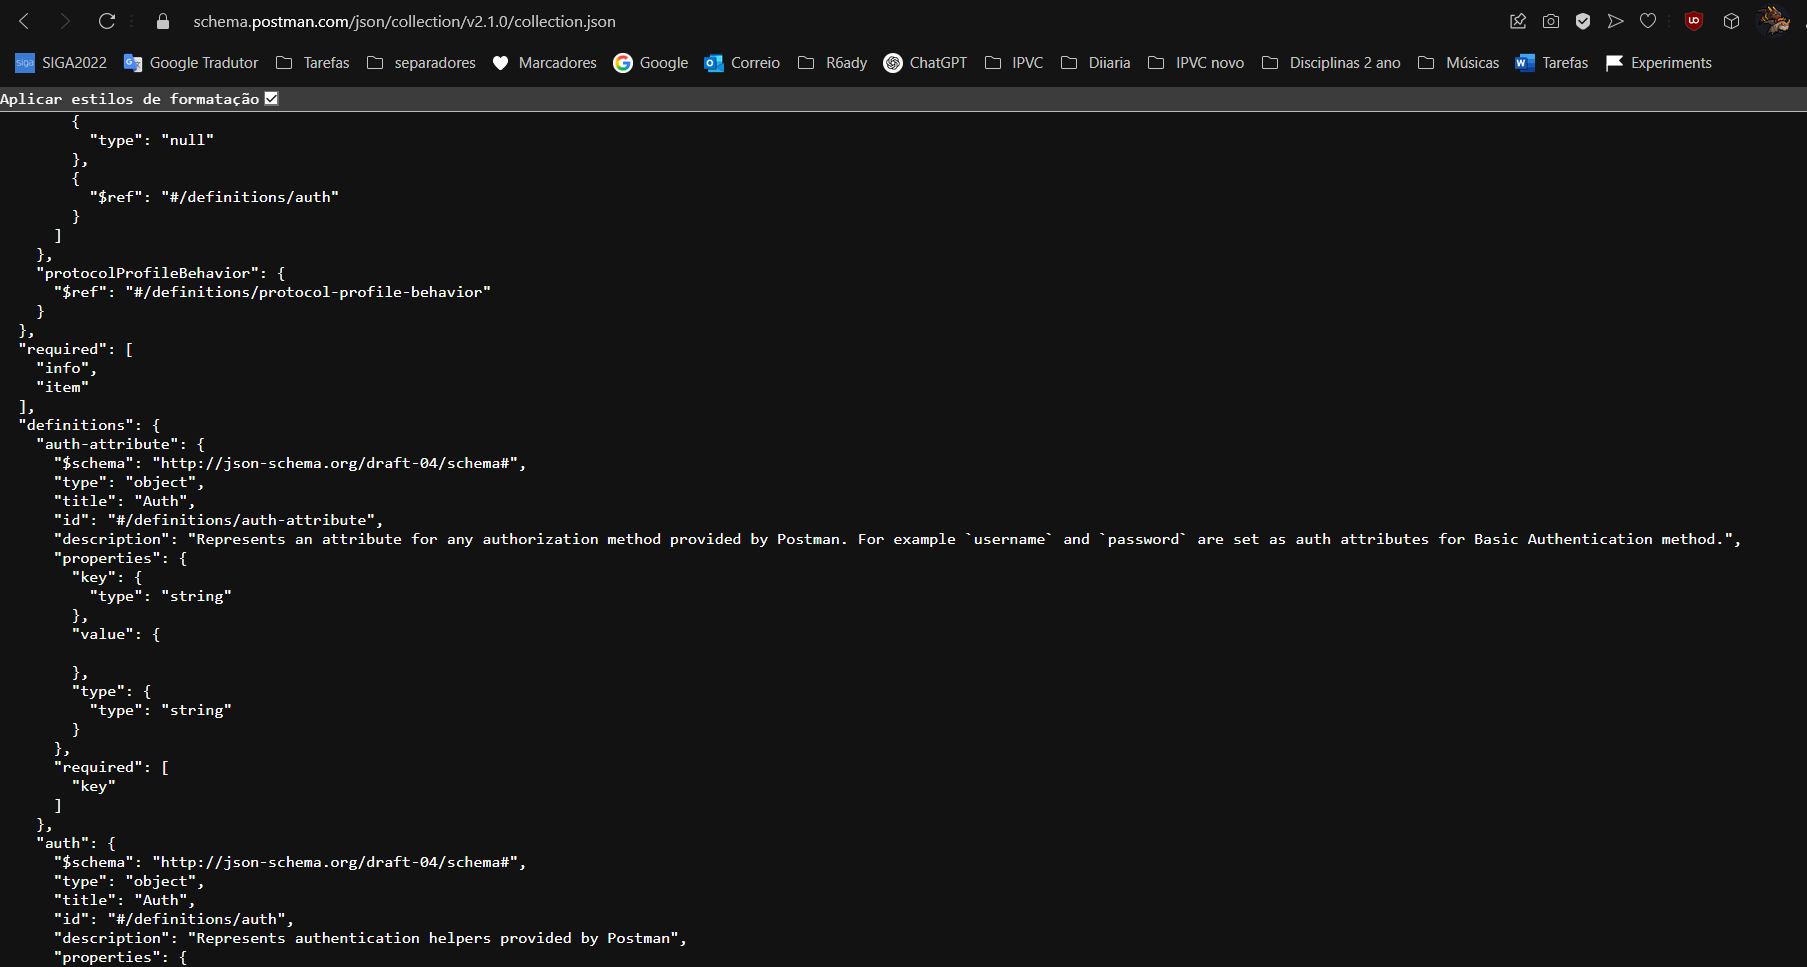 schema.postman.com/json/collection/v2.1.0/collection.json
SIGA2022 Google Tradutor Tarefas separadores Marcadores Google Correio R6ady ChatGPT IPVC Diiaria IPVC novo Disciplinas 2 ano Músicas Tarefas Experiments
Aplicar estilos de formatação
{
"type": "null"
},
{
"$ref": "#/definitions/auth"
}
]
},
"protocolProfileBehavior": {
"$ref": "#/definitions/protocol-profile-behavior"
}
},
"required": [
"info",
"item"
],
"definitions": {
"auth-attribute": {
"$schema": "http://json-schema.org/draft-04/schema#",
"type": "object",
"title": "Auth",
"id": "#/definitions/auth-attribute",
"description": "Represents an attribute for any authorization method provided by Postman. For example `username` and `password` are set as auth attributes for Basic Authentication method.",
"properties": {
"key": {
"type": "string"
},
"value": {
},
"type": {
"type": "string"
}
},
"required": [
"key"
]
},
"auth": {
"$schema": "http://json-schema.org/draft-04/schema#",
"type": "object",
"title": "Auth",
"id": "#/definitions/auth",
"description": "Represents authentication helpers provided by Postman",
"properties": {